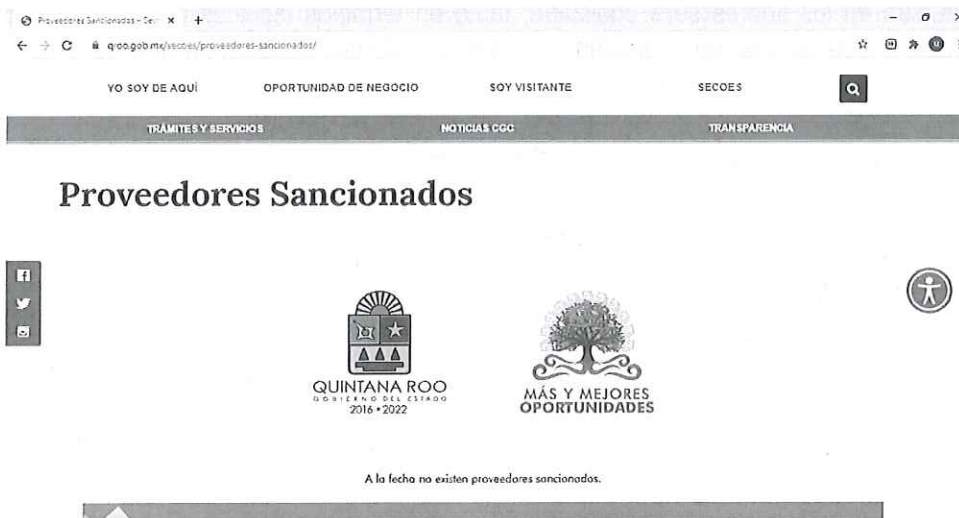 Proveedores Sancionados – Ser
qroo.gob.mx/secoes/proveedores-sancionados/
YO SOY DE AQUÍ OPORTUNIDAD DE NEGOCIO SOY VISITANTE SECOES
TRÁMITES Y SERVICIOS NOTICIAS CGC TRANSPARENCIA
Proveedores Sancionados
QUINTANA ROO
GOBIERNO DEL ESTADO
2016 • 2022
MÁS Y MEJORES
OPORTUNIDADES
A la fecha no existen proveedores sancionados.